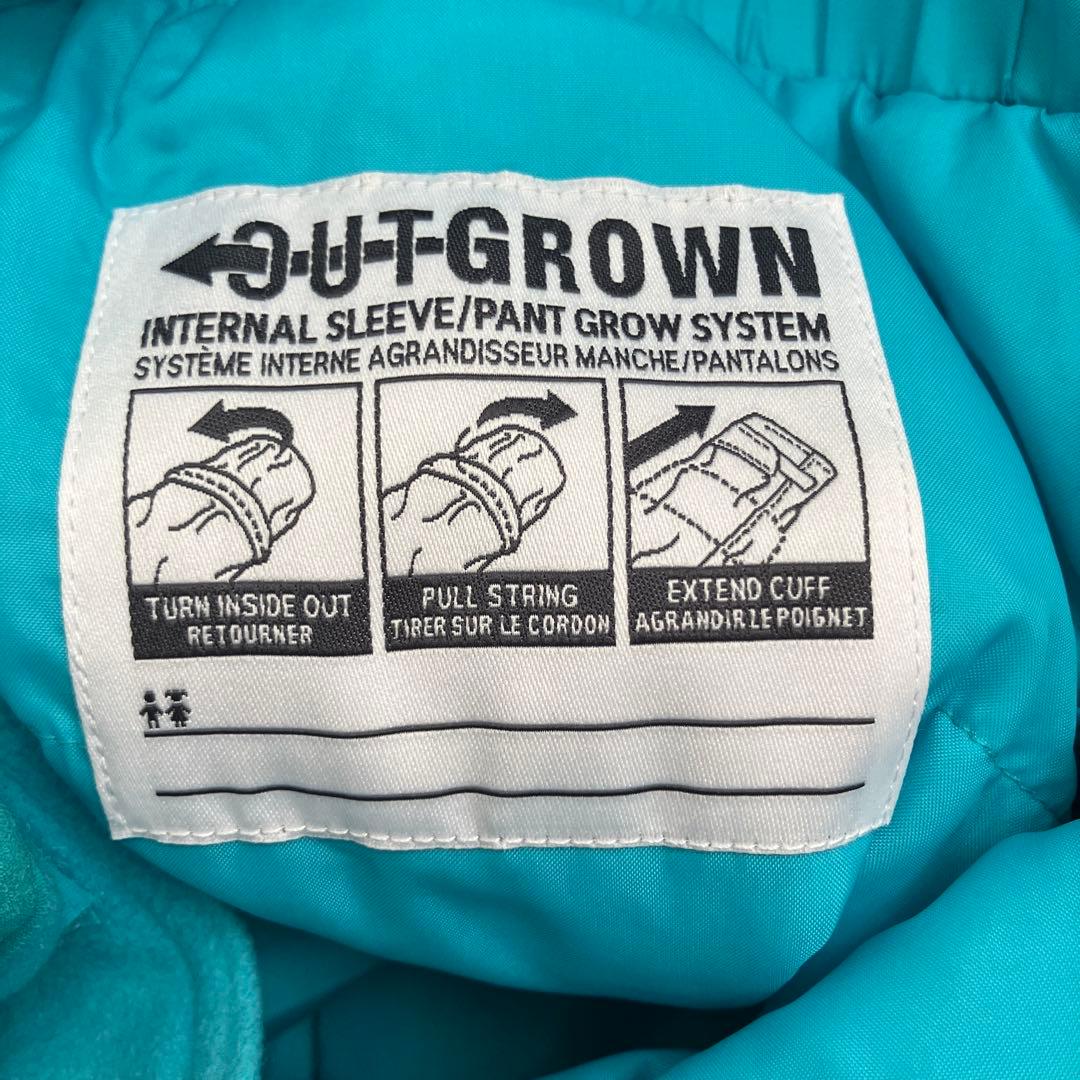 OUTGROWN
INTERNAL SLEEVE/PANT GROW SYSTEM
SYSTÈME INTERNE AGRANDISSEUR MANCHE/PANTALONS
TURN INSIDE OUT
RETOURNER
PULL STRING
TIRER SUR LE CORDON
EXTEND CUFF
AGRANDIR LE POIGNET